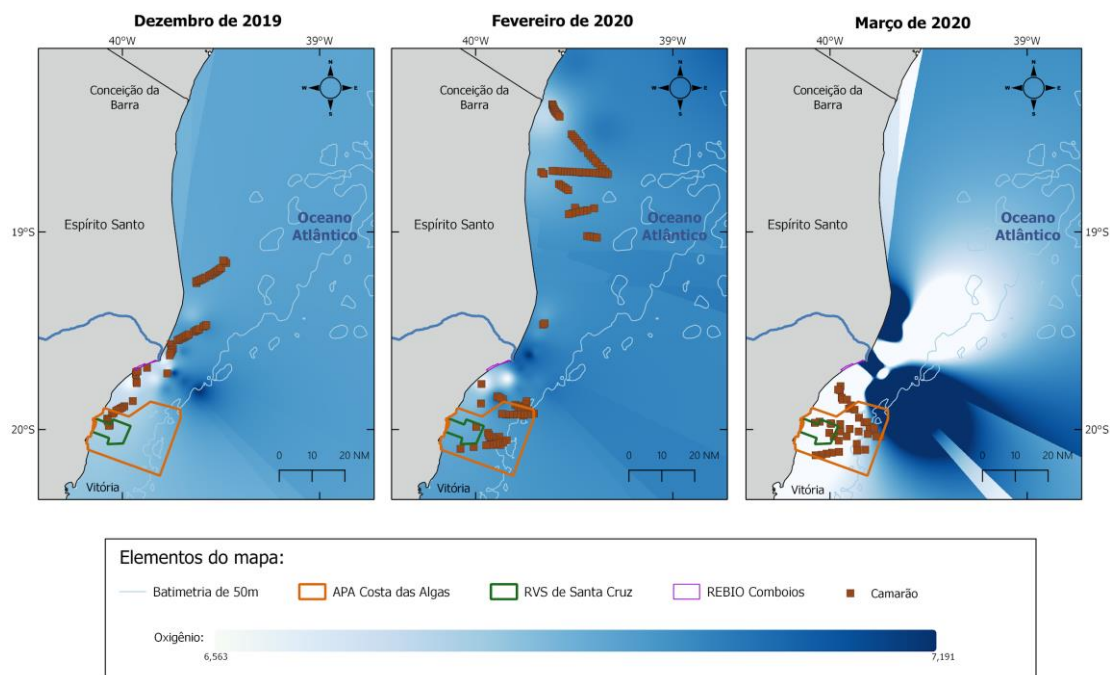 Dezembro de 2019
Fevereiro de 2020
Março de 2020
40°W
39°W
40°W
39°W
40°W
39°W
N
W
E
S
N
W
E
S
N
W
E
S
Conceição da
Barra
Conceição da
Barra
Conceição da
Barra
Espírito Santo
Espírito Santo
Espírito Santo
Oceano
Atlântico
Oceano
Atlântico
Oceano
Atlântico
19°S
19°S
19°S
20°S
20°S
20°S
0 10 20 NM
0 10 20 NM
0 10 20 NM
Vitória
Vitória
Vitória
Elementos do mapa:
Batimetria de 50m
APA Costa das Algas
RVS de Santa Cruz
REBIO Comboios
Camarão
Oxigênio:
6,563
7,191